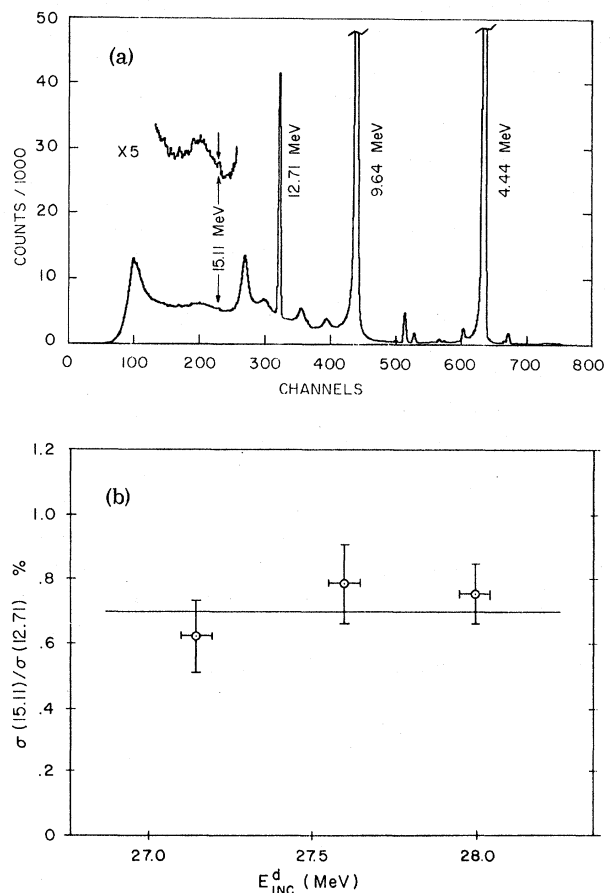 (a)
50
40
30
20
10
0
COUNTS / 1000
X5
15.11 MeV
12.71 MeV
9.64 MeV
4.44 MeV
0 100 200 300 400 500 600 700 800
CHANNELS
(b)
1.2
1.0
.8
.6
.4
.2
0
σ (15.11) / σ (12.71) %
27.0 27.5 28.0
E^d_INC (MeV)